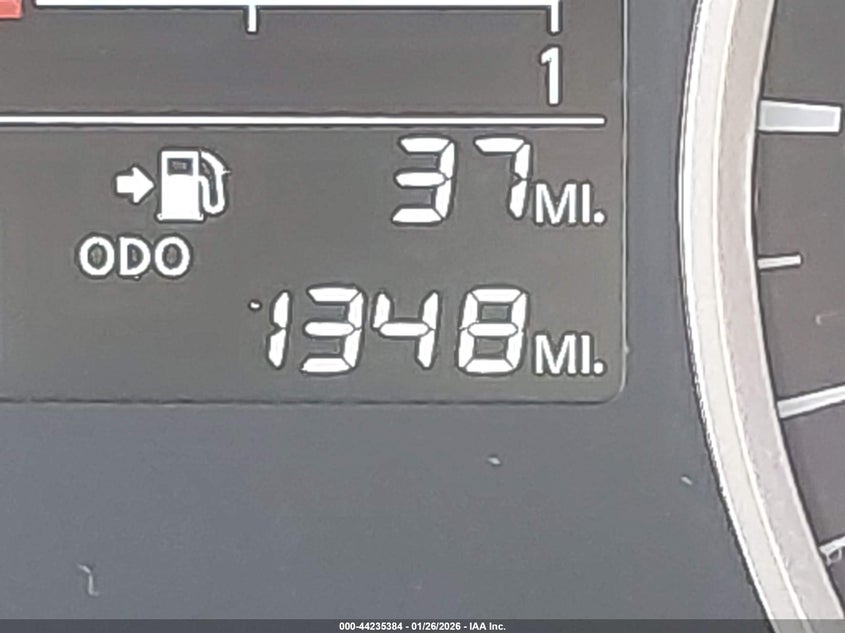 1
37 MI.
ODO
1348 MI.
000-44235384 - 01/26/2026 - IAA Inc.